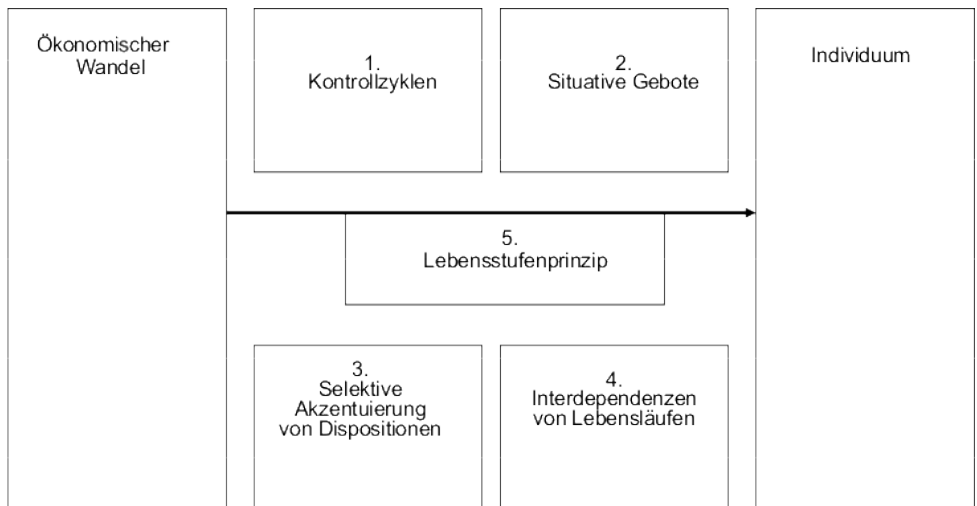 Ökonomischer
Wandel
1.
Kontrollzyklen
2.
Situative Gebote
Individuum
5.
Lebensstufenprinzip
3.
Selektive
Akzentuierung
von Dispositionen
4.
Interdependenzen
von Lebensläufen